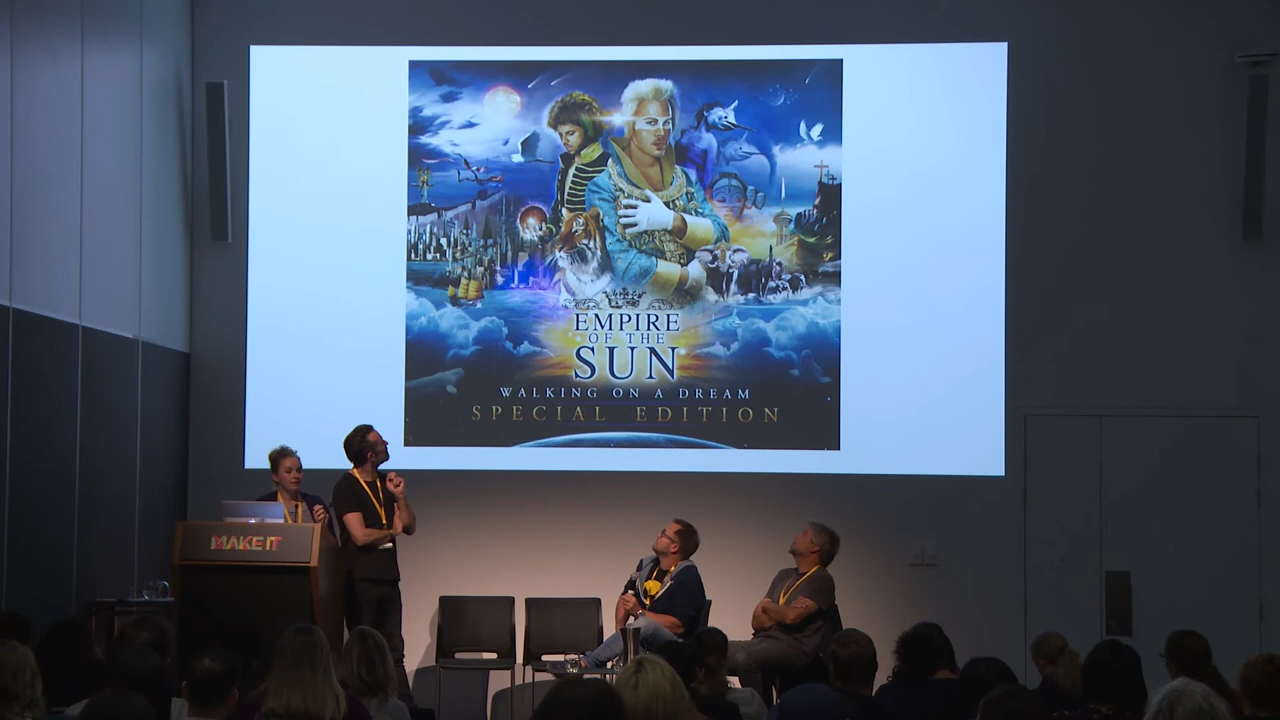 EMPIRE
OF THE
SUN
WALKING ON A DREAM
SPECIAL EDITION
MAKE IT